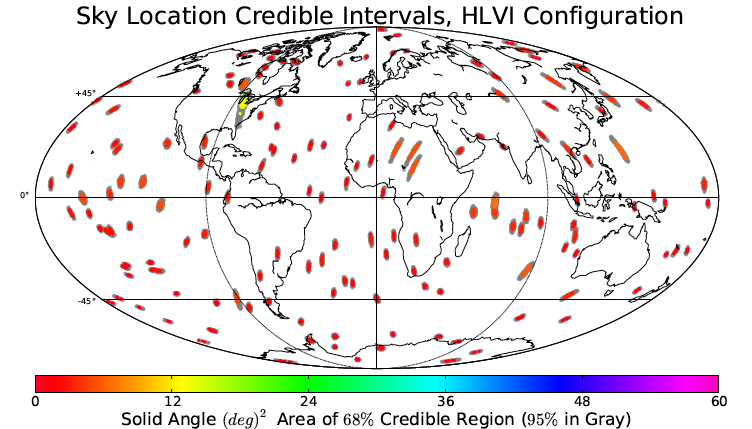 Sky Location Credible Intervals, HLVI Configuration
+45°
0°
-45°
0 12 24 36 48 60
Solid Angle (deg)² Area of 68% Credible Region (95% in Gray)